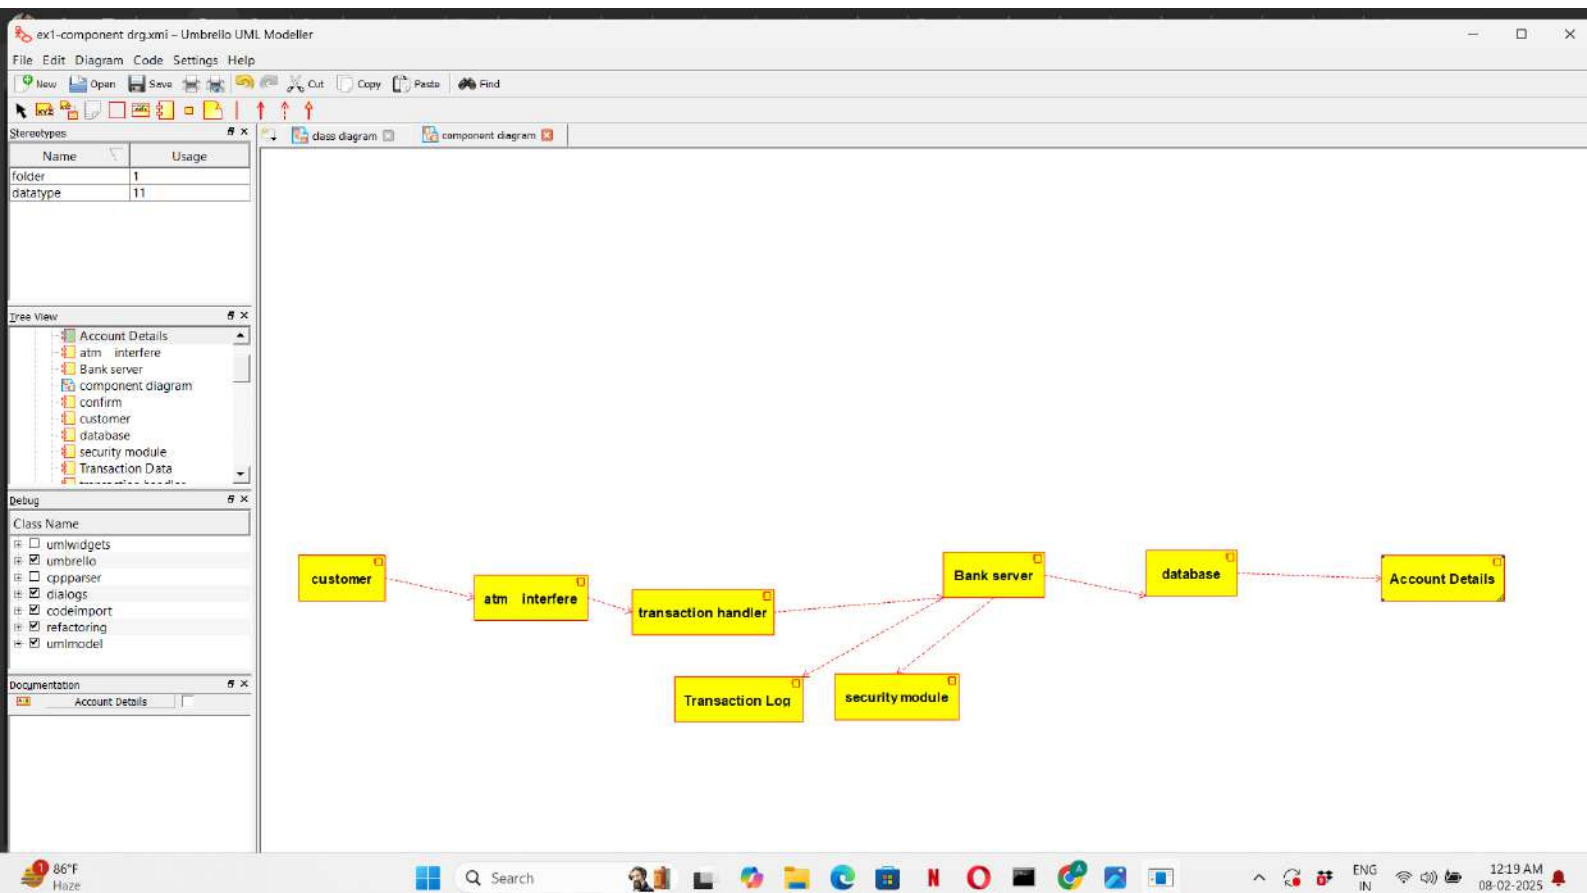 ex1-component drg.xmi – Umbrello UML Modeller
File Edit Diagram Code Settings Help
New Open Save Cut Copy Paste Find
Stereotypes
class diagram component diagram
Name Usage
folder 1
datatype 11
Tree View
Account Details
atm interfere
Bank server
component diagram
confirm
customer
database
security module
Transaction Data
Debug
Class Name
umlwidgets
umbrello
cppparser
dialogs
codeimport
refactoring
umlmodel
Documentation
Account Details
customer
atm interfere
transaction handler
Bank server
database
Account Details
Transaction Log
security module
1
86°F
Haze
Search
ENG
IN
12:19 AM
08-02-2025